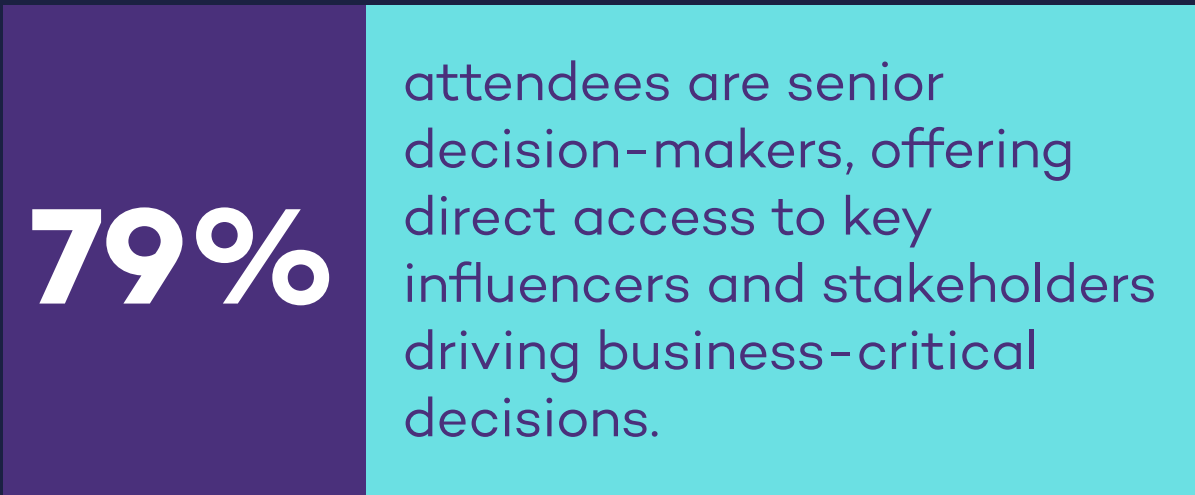 79%
attendees are senior
decision-makers, offering
direct access to key
influencers and stakeholders
driving business-critical
decisions.